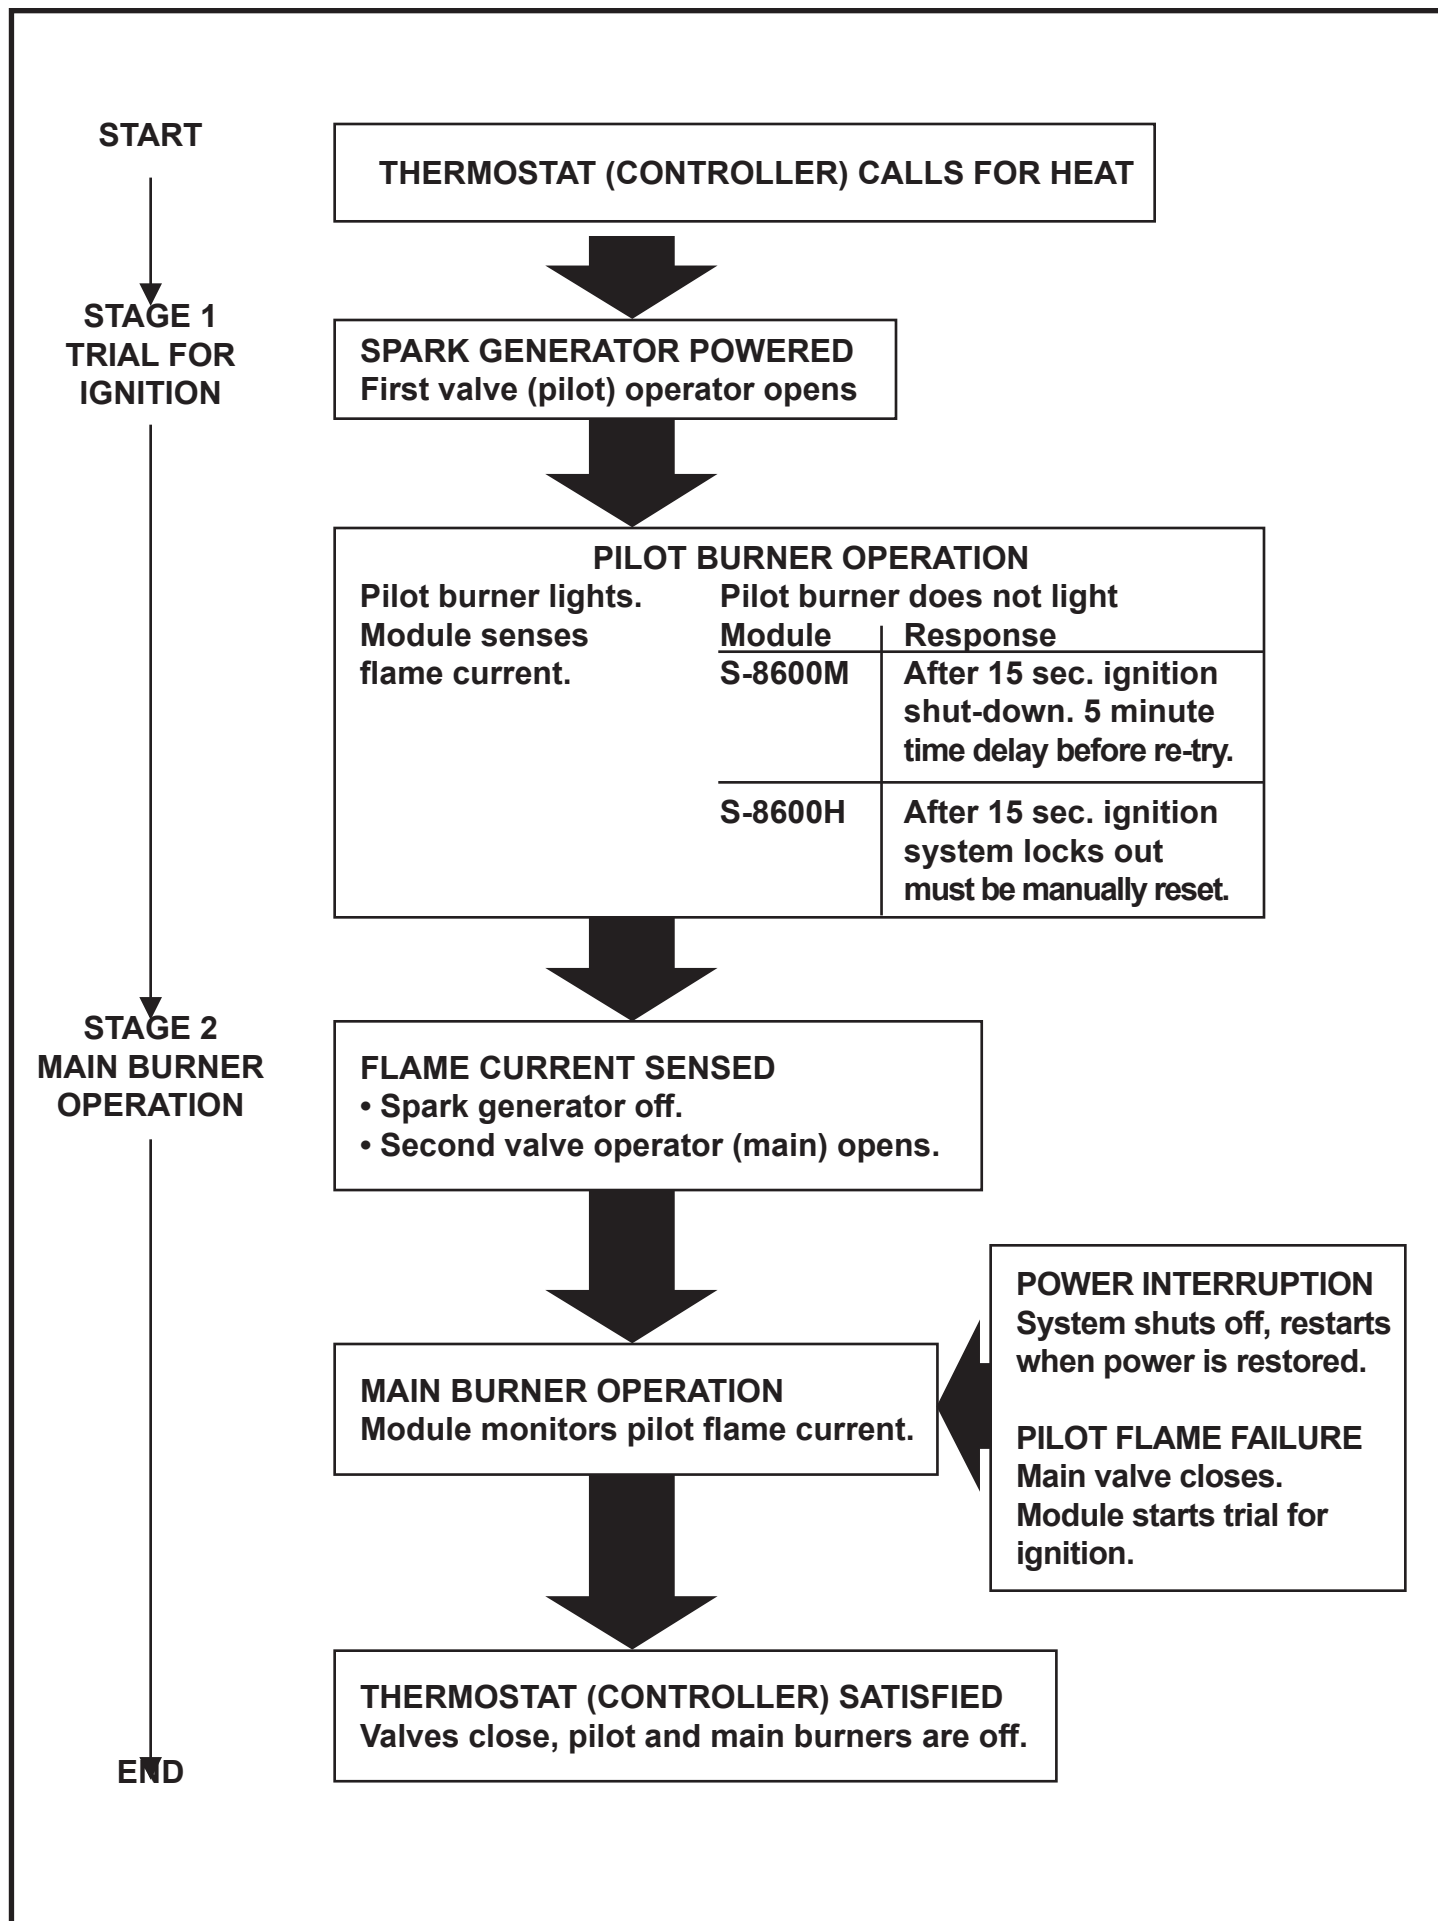 START
THERMOSTAT (CONTROLLER) CALLS FOR HEAT
STAGE 1
TRIAL FOR
IGNITION
SPARK GENERATOR POWERED
First valve (pilot) operator opens
PILOT BURNER OPERATION
Pilot burner lights.
Module senses
flame current.
Pilot burner does not light
Module Response
S-8600M After 15 sec. ignition
shut-down. 5 minute
time delay before re-try.
S-8600H After 15 sec. ignition
system locks out
must be manually reset.
STAGE 2
MAIN BURNER
OPERATION
FLAME CURRENT SENSED
• Spark generator off.
• Second valve operator (main) opens.
MAIN BURNER OPERATION
Module monitors pilot flame current.
POWER INTERRUPTION
System shuts off, restarts
when power is restored.
PILOT FLAME FAILURE
Main valve closes.
Module starts trial for
ignition.
THERMOSTAT (CONTROLLER) SATISFIED
Valves close, pilot and main burners are off.
END